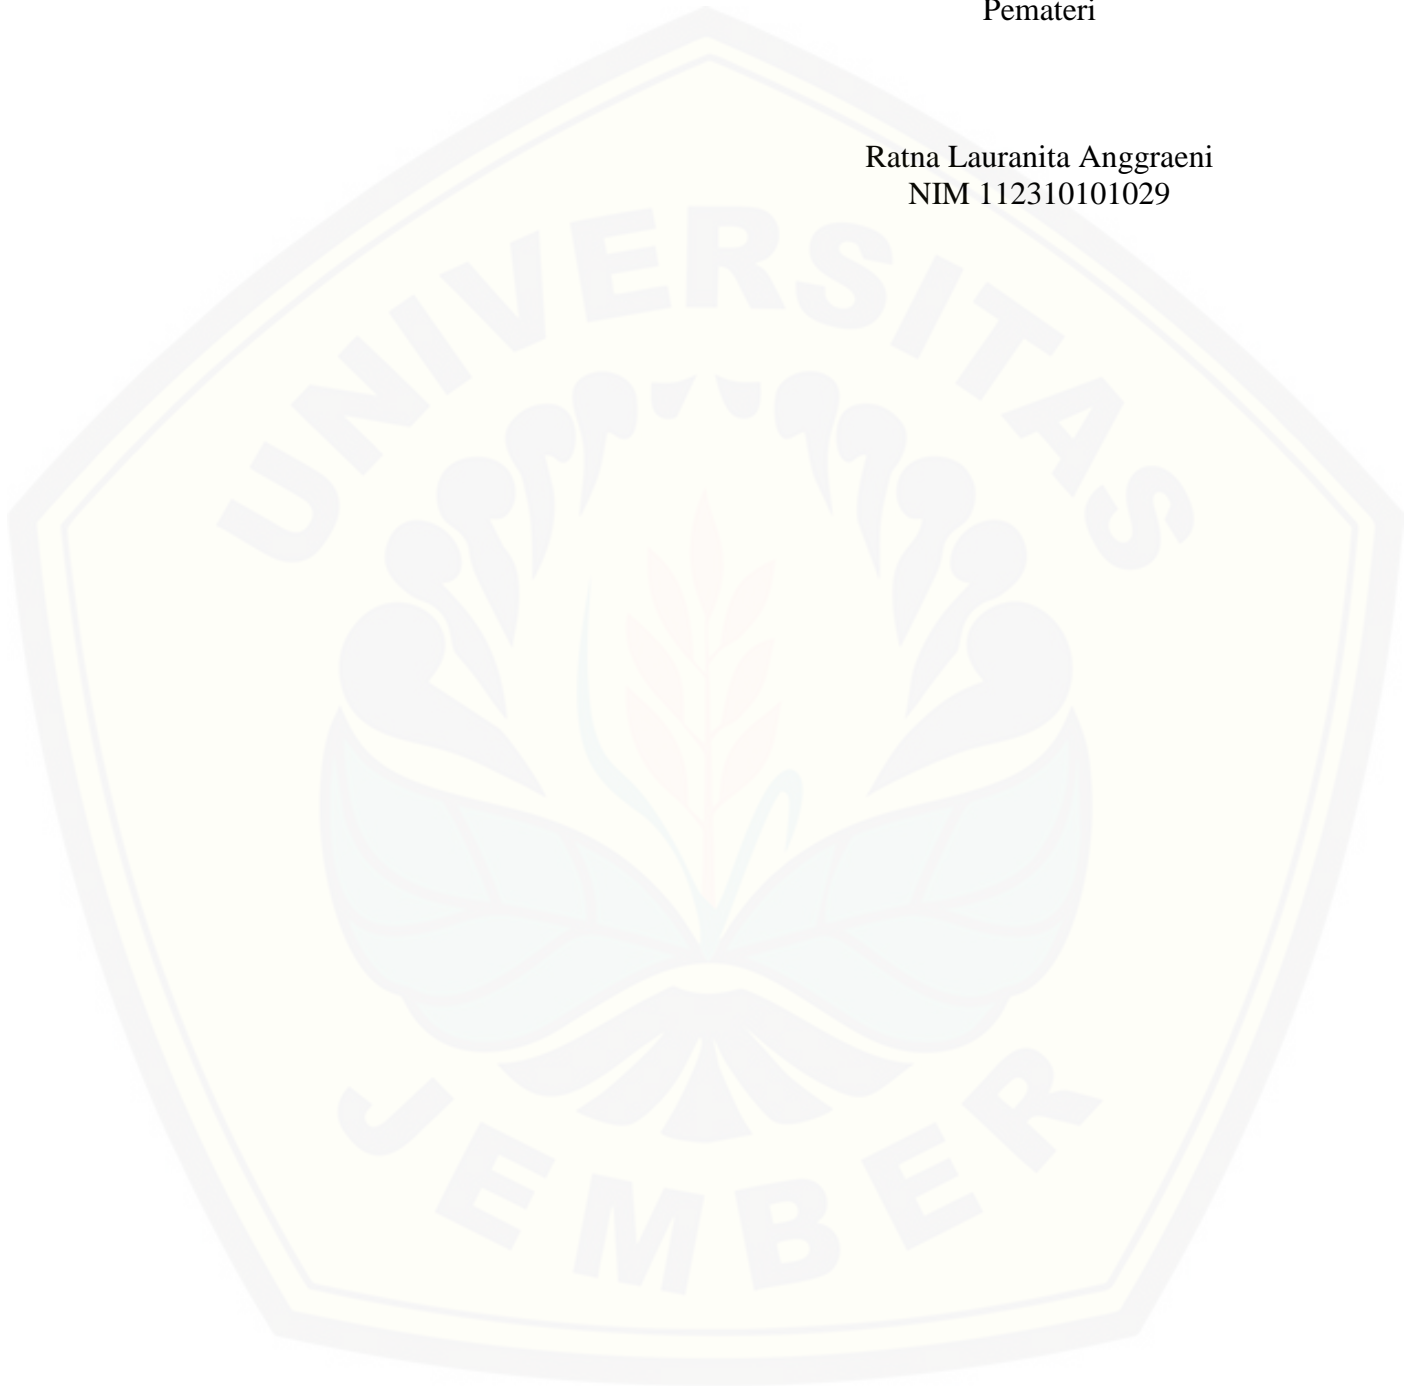 Pemateri
Ratna Lauranita Anggraeni
NIM 112310101029
UNIVERSITAS
JEMBER